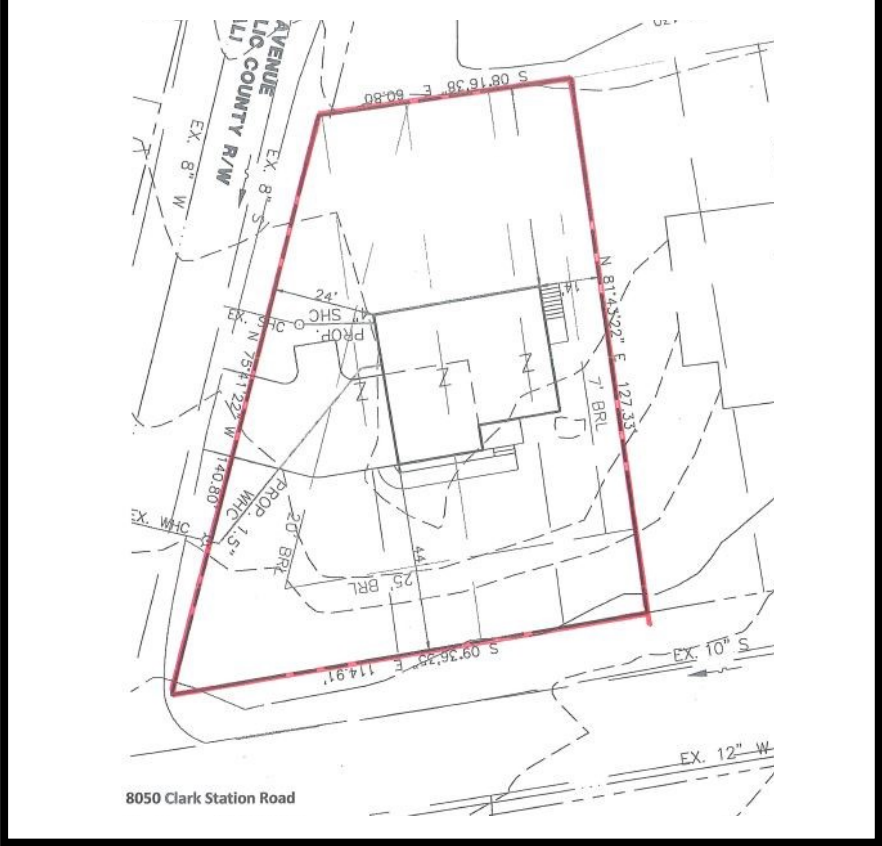 AVENUE
LIC COUNTY R/W
EX. 8" W
EX. 8" S
S 08°16'38" E
60.80'
N 81°43'22" E 127.33'
24'
14'
EX. SHC
PROP. 4" SHC
N 75°41'22" W
140.80'
7' BRL
Z
Z
Z
EX. WHC
PROP. 1.5" WHC
20' BRL
25' BRL
44'
S 09°36'35" E
114.91'
EX. 10" S
EX. 12" W
8050 Clark Station Road